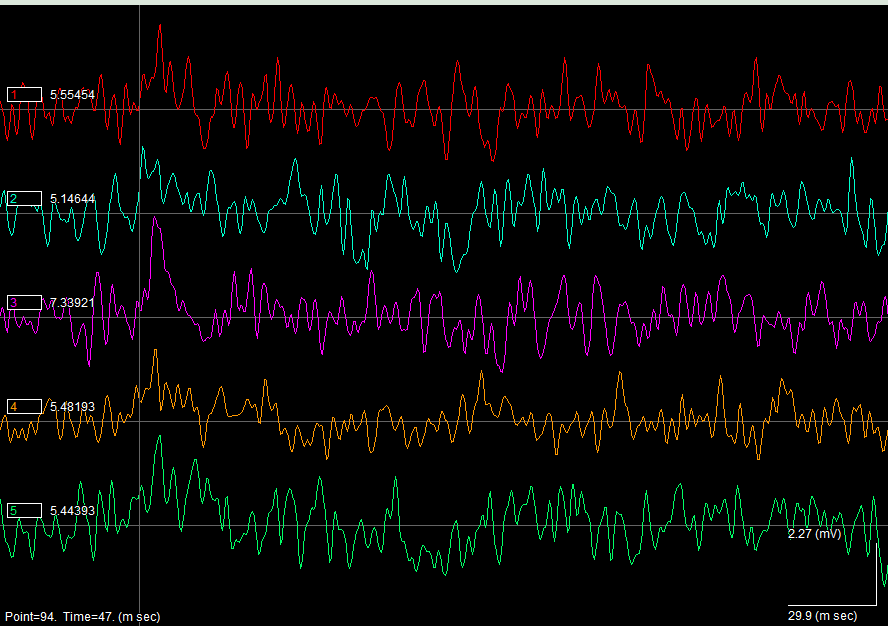 1 5.55454
2 5.14644
3 7.33921
4 5.48193
5 5.44393
2.27 (mV)
Point=94. Time=47. (m sec)
29.9 (m sec)